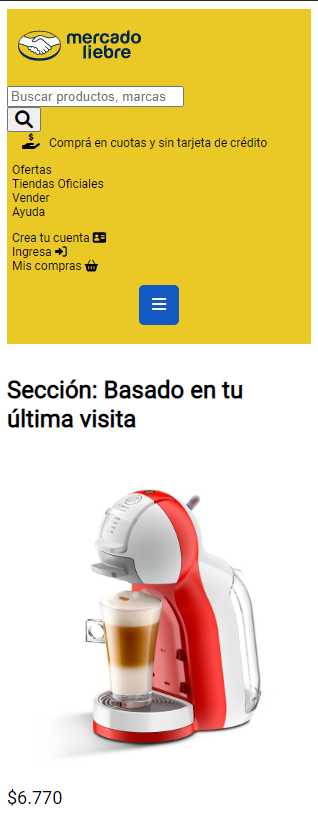 mercado
liebre
Buscar productos, marcas
Comprá en cuotas y sin tarjeta de crédito
Ofertas
Tiendas Oficiales
Vender
Ayuda
Crea tu cuenta
Ingresa
Mis compras
Sección: Basado en tu
última visita
$6.770